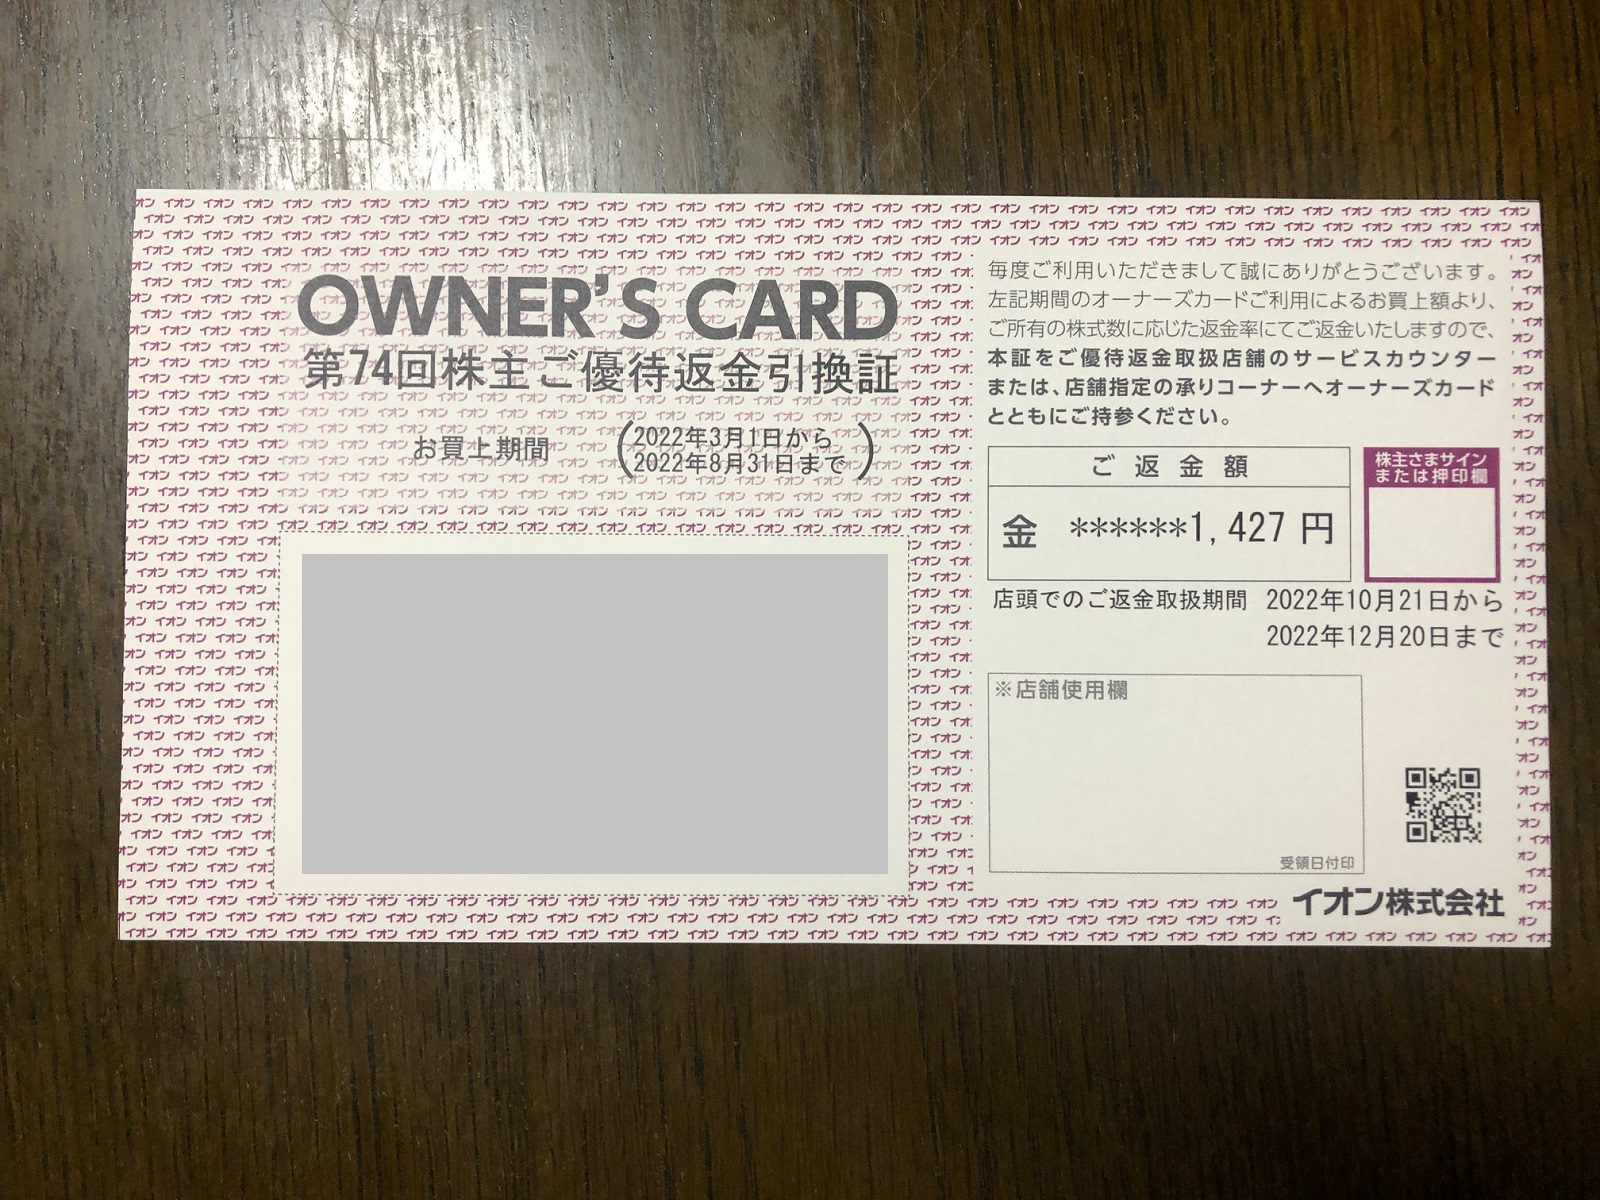 OWNER'S CARD
第74回株主ご優待返金引換証
お買上期間
(2022年3月1日から
2022年8月31日まで)
毎度ご利用いただきまして誠にありがとうございます。
左記期間のオーナーズカードご利用によるお買上額より、
ご所有の株式数に応じた返金率にてご返金いたしますので、
本証をご優待返金取扱店舗のサービスカウンター
または、店舗指定の承りコーナーへオーナーズカード
とともにご持参ください。
ご返金額
金 ******1,427 円
株主さまサイン
または押印欄
店頭でのご返金取扱期間 2022年10月21日から
2022年12月20日まで
※店舗使用欄
受領日付印
イオン株式会社